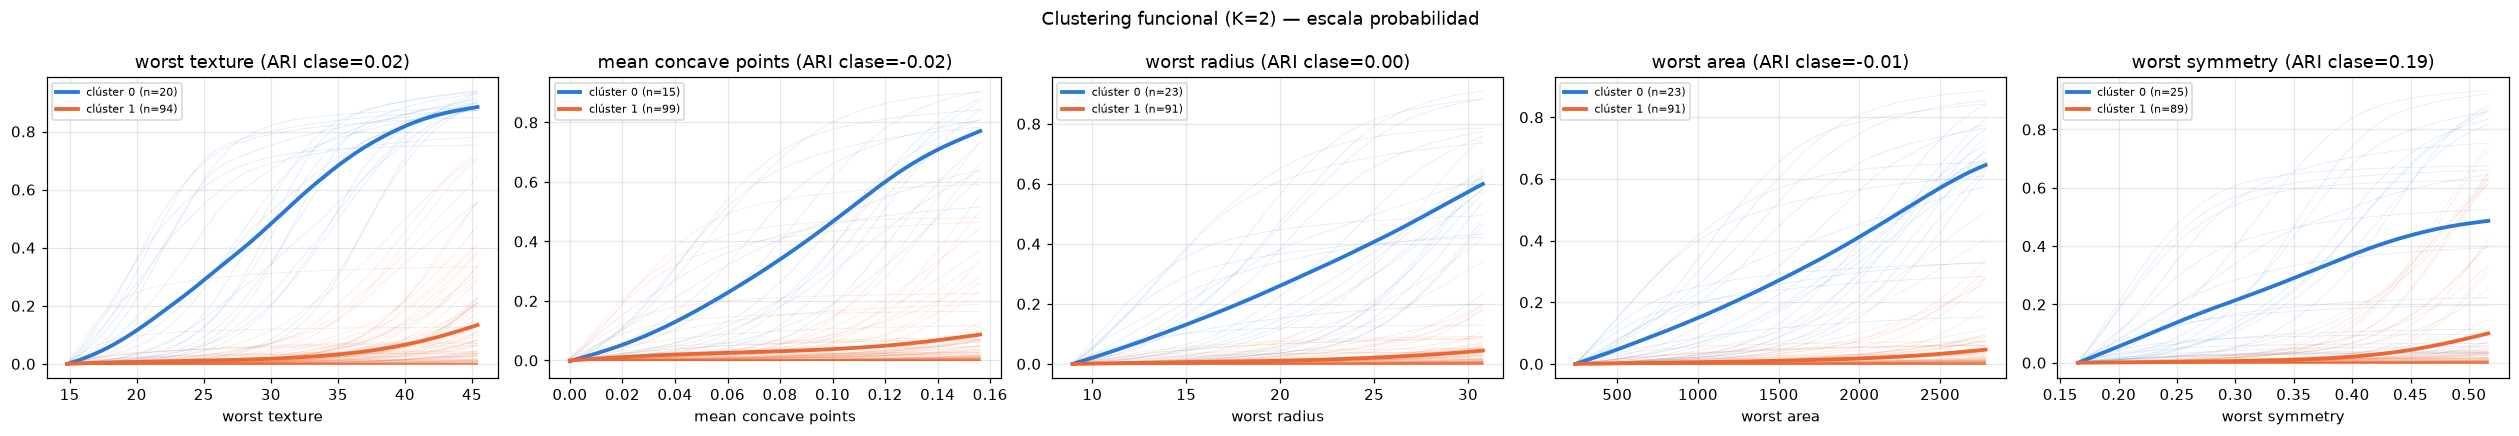 Clustering funcional (K=2) — escala probabilidad
worst texture (ARI clase=0.02)
clúster 0 (n=20)
clúster 1 (n=94)
0.8
0.6
0.4
0.2
0.0
15 20 25 30 35 40 45
worst texture
mean concave points (ARI clase=-0.02)
clúster 0 (n=15)
clúster 1 (n=99)
0.8
0.6
0.4
0.2
0.0
0.00 0.02 0.04 0.06 0.08 0.10 0.12 0.14 0.16
mean concave points
worst radius (ARI clase=0.00)
clúster 0 (n=23)
clúster 1 (n=91)
0.8
0.6
0.4
0.2
0.0
10 15 20 25 30
worst radius
worst area (ARI clase=-0.01)
clúster 0 (n=23)
clúster 1 (n=91)
0.8
0.6
0.4
0.2
0.0
500 1000 1500 2000 2500
worst area
worst symmetry (ARI clase=0.19)
clúster 0 (n=25)
clúster 1 (n=89)
0.8
0.6
0.4
0.2
0.0
0.15 0.20 0.25 0.30 0.35 0.40 0.45 0.50
worst symmetry